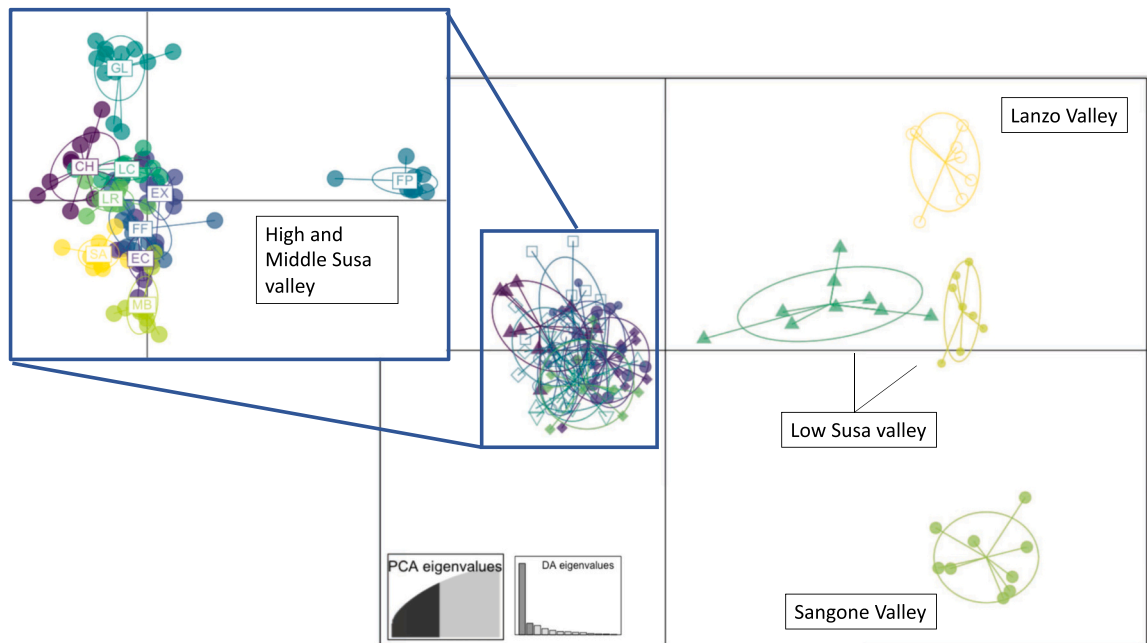 GL
CH
LC
LR
EX
FP
FF
SA
EC
MB
High and
Middle Susa
valley
Lanzo Valley
Low Susa valley
Sangone Valley
PCA eigenvalues
DA eigenvalues